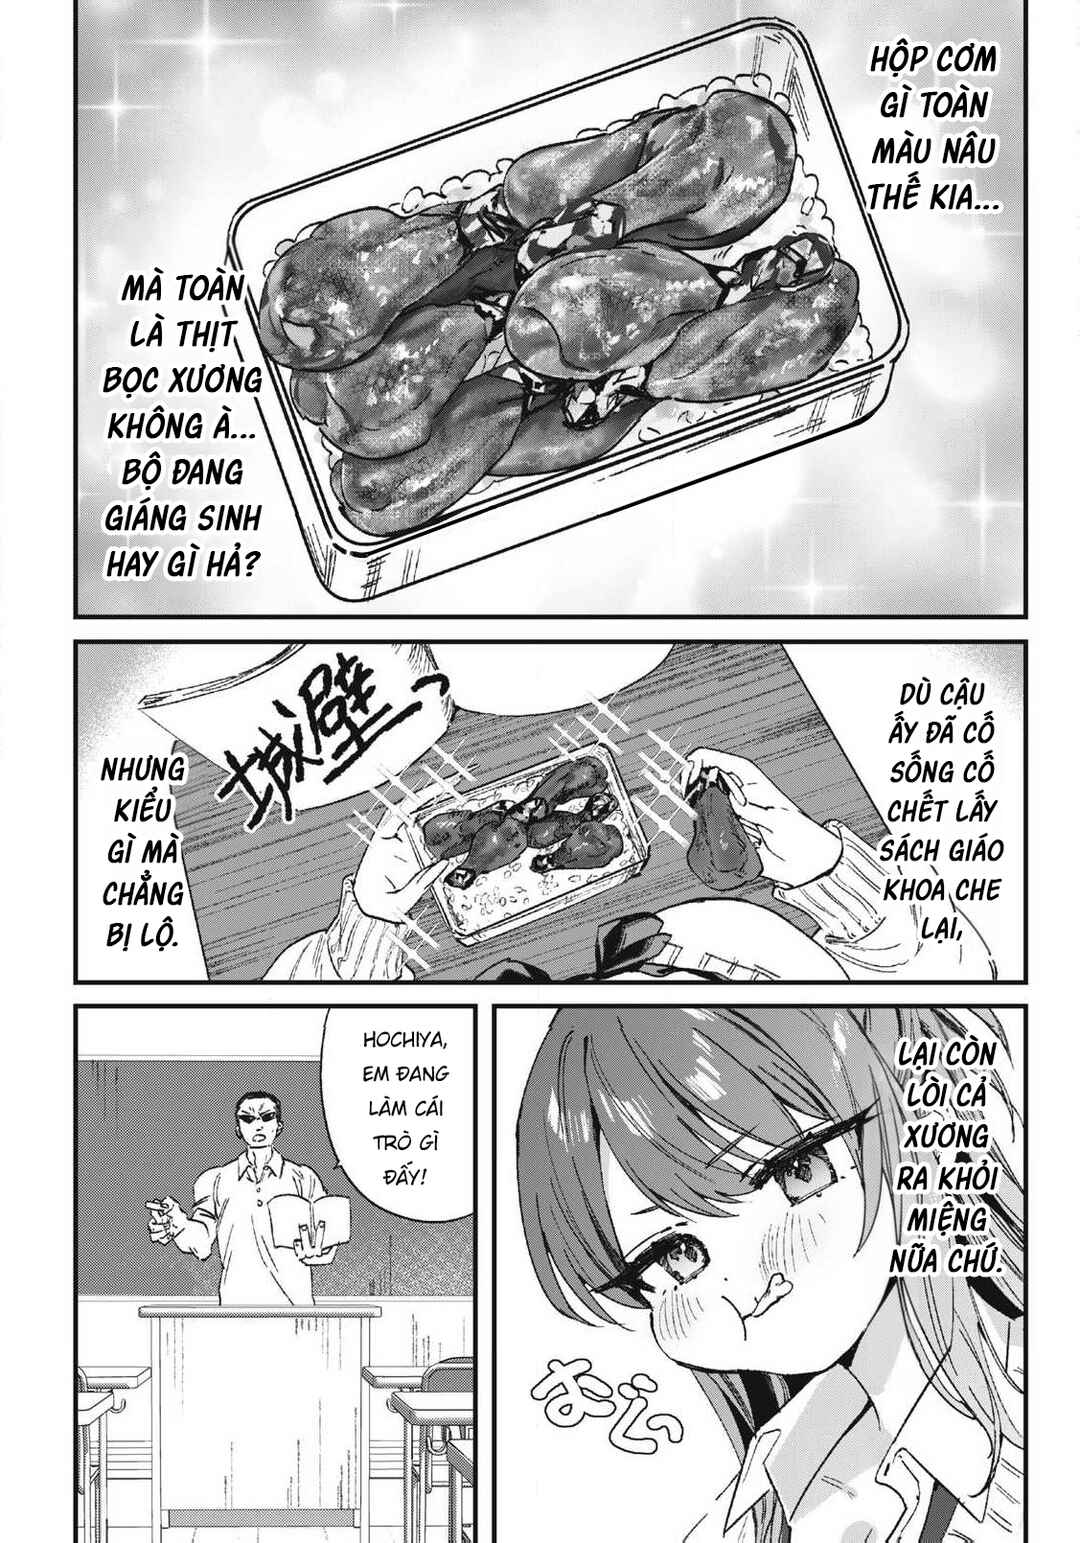 HỘP CƠM
GÌ TOÀN
MÀU NÂU
THẾ KIA...
MÀ TOÀN
LÀ THỊT
BỌC XƯƠNG
KHÔNG À...
BỘ ĐANG
GIÁNG SINH
HAY GÌ HẢ?
DÙ CẬU
ẤY ĐÃ CỐ
SỐNG CỐ
CHẾT LẤY
SÁCH GIÁO
KHOA CHE
LẠI,
城壁っ
NHƯNG
KIỂU
GÌ MÀ
CHẲNG
BỊ LỘ.
LẠI CÒN
LÒI CẢ
XƯƠNG
RA KHỎI
MIỆNG
NỮA CHỨ.
HOCHIYA,
EM ĐANG
LÀM CÁI
TRÒ GÌ
ĐẤY!